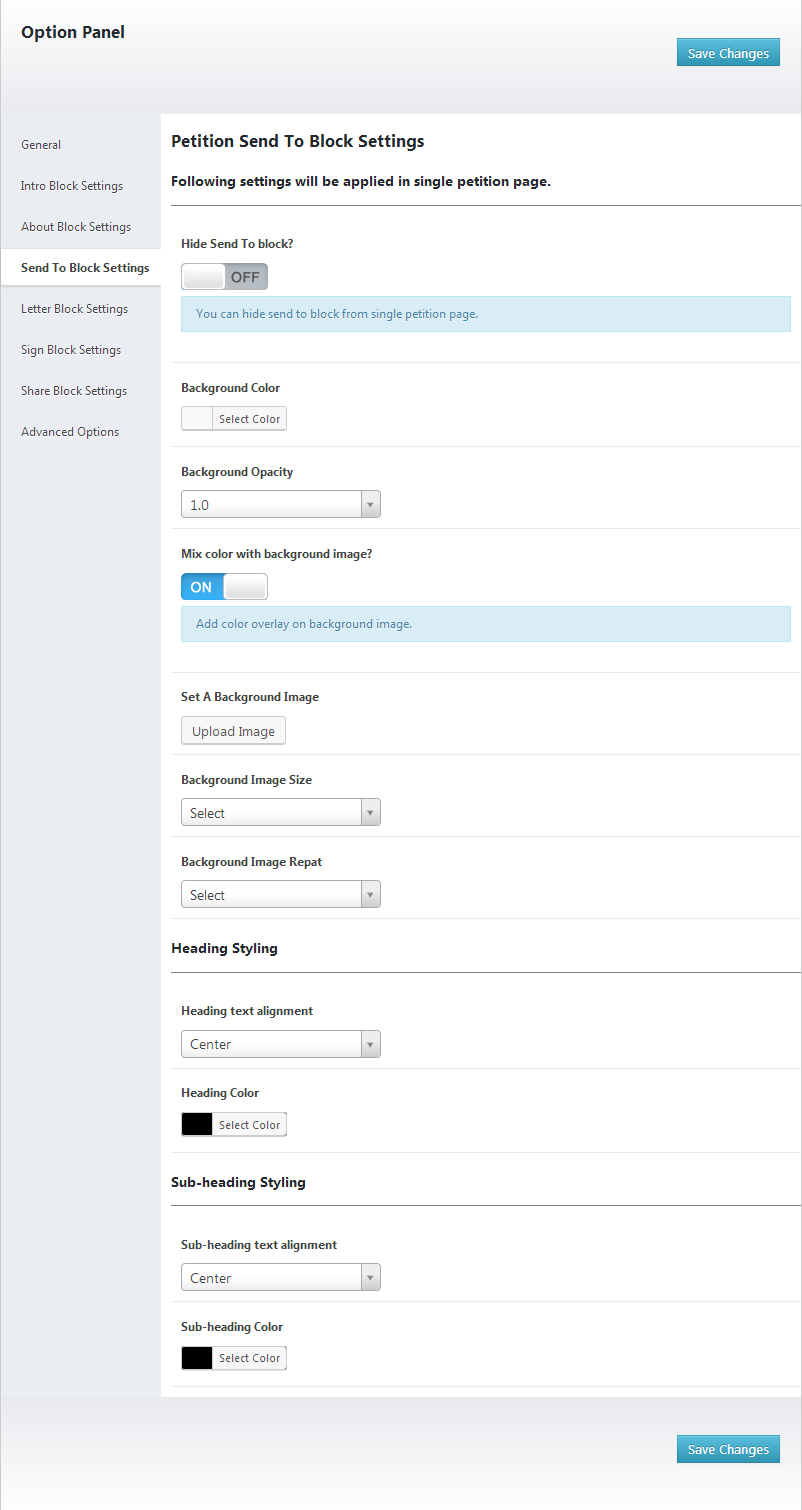 Option Panel
Save Changes
General
Intro Block Settings
About Block Settings
Send To Block Settings
Letter Block Settings
Sign Block Settings
Share Block Settings
Advanced Options
Petition Send To Block Settings
Following settings will be applied in single petition page.
Hide Send To block?
OFF
You can hide send to block from single petition page.
Background Color
Select Color
Background Opacity
1.0
Mix color with background image?
ON
Add color overlay on background image.
Set A Background Image
Upload Image
Background Image Size
Select
Background Image Repat
Select
Heading Styling
Heading text alignment
Center
Heading Color
Select Color
Sub-heading Styling
Sub-heading text alignment
Center
Sub-heading Color
Select Color
Save Changes